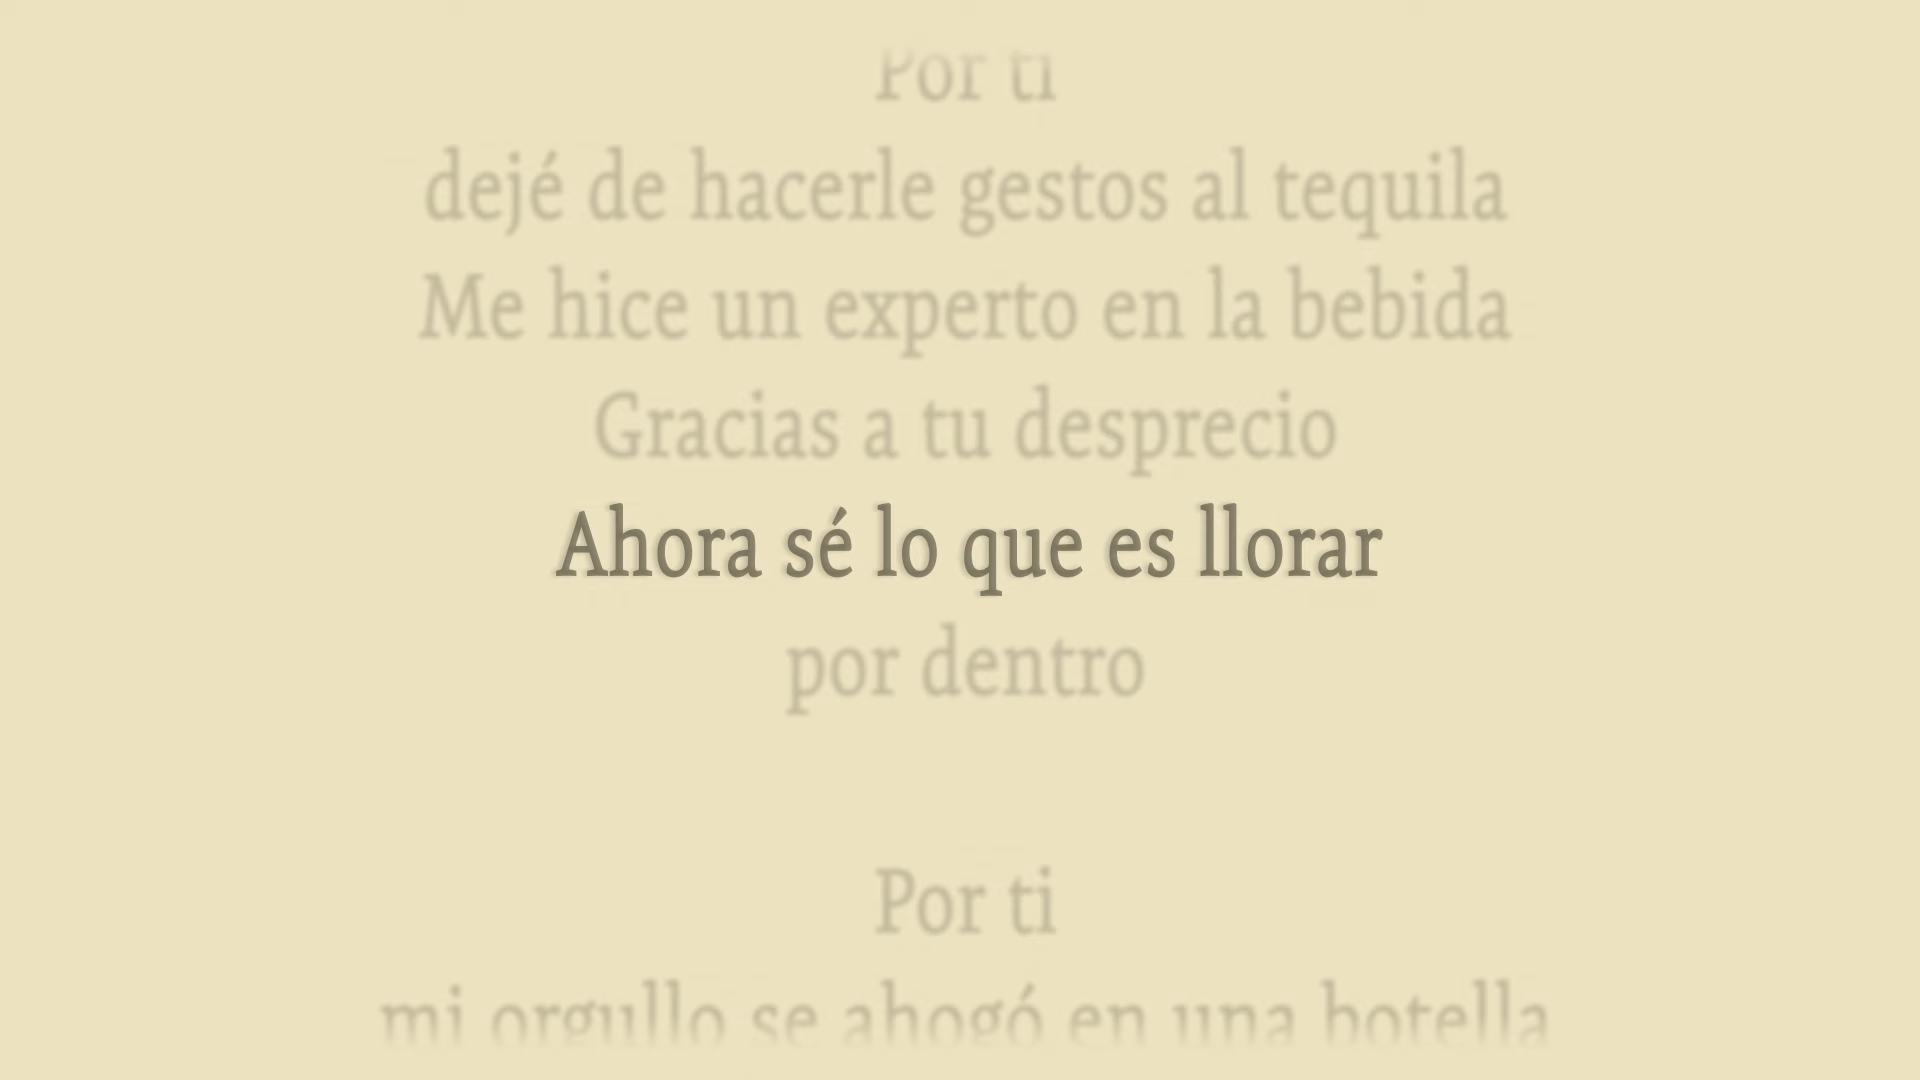 Por ti
dejé de hacerle gestos al tequila
Me hice un experto en la bebida
Gracias a tu desprecio
Ahora sé lo que es llorar
por dentro
Por ti
mi orgullo se ahogó en una botella